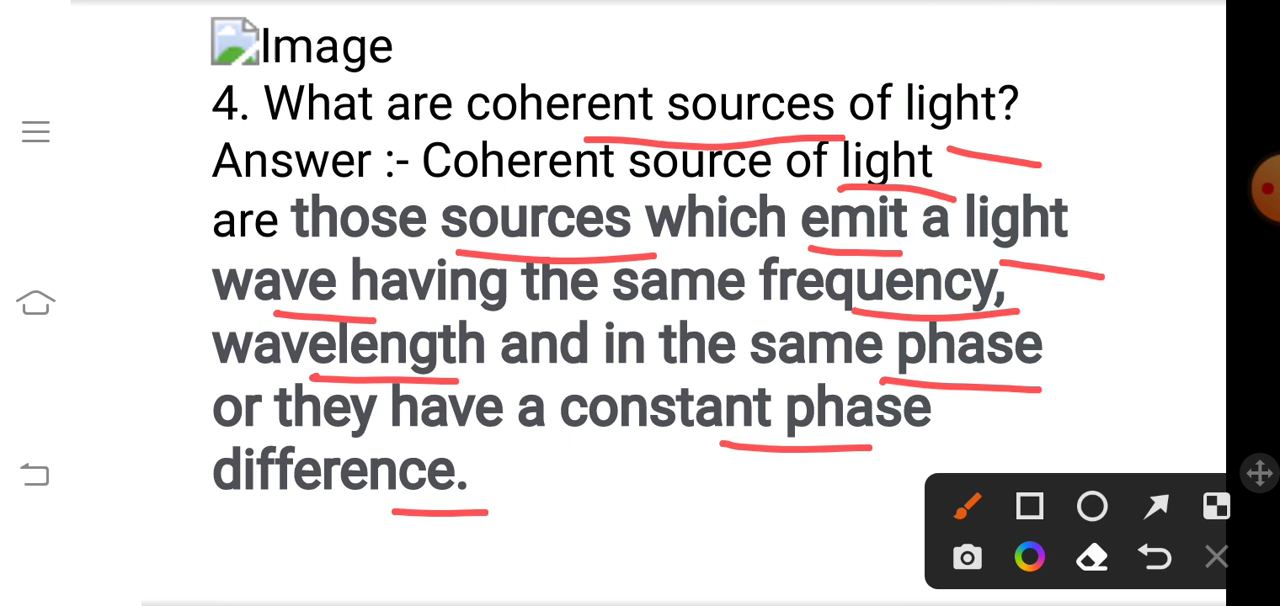 Image
4. What are coherent sources of light?
Answer :- Coherent source of light
are those sources which emit a light
wave having the same frequency,
wavelength and in the same phase
or they have a constant phase
difference.